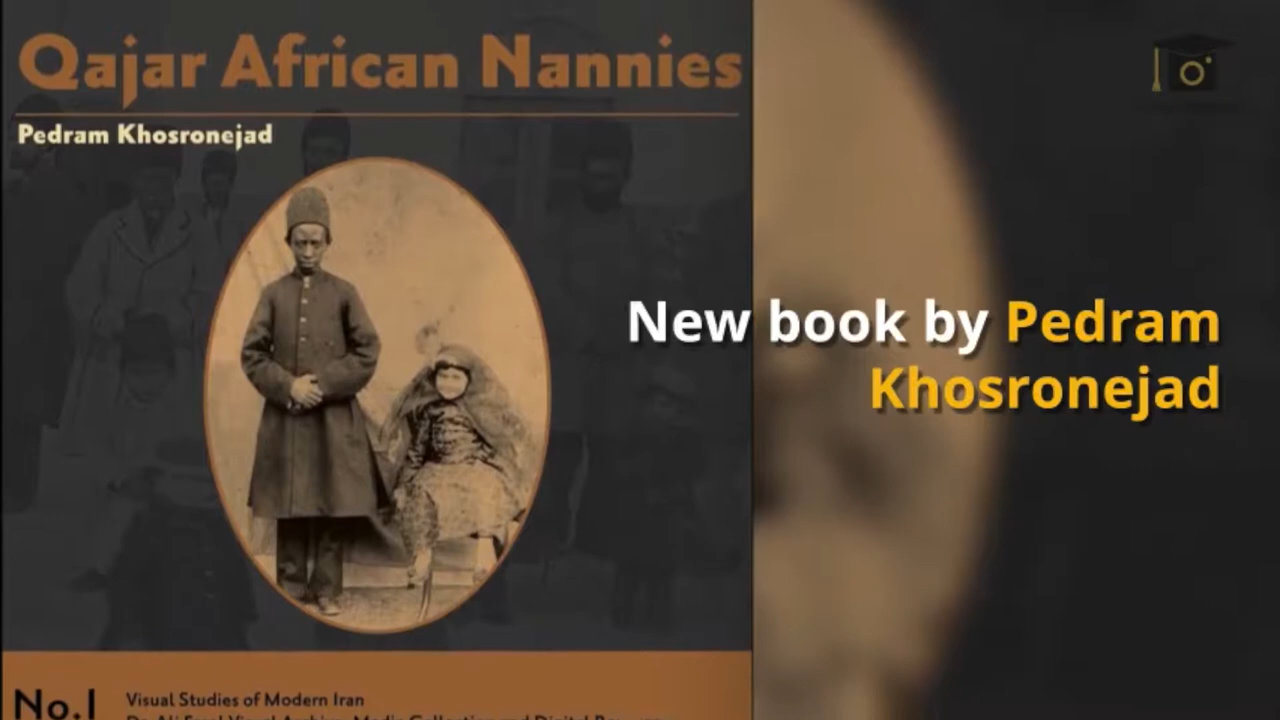 Qajar African Nannies
Pedram Khosronejad
New book by Pedram
Khosronejad
No.1
Visual Studies of Modern Iran